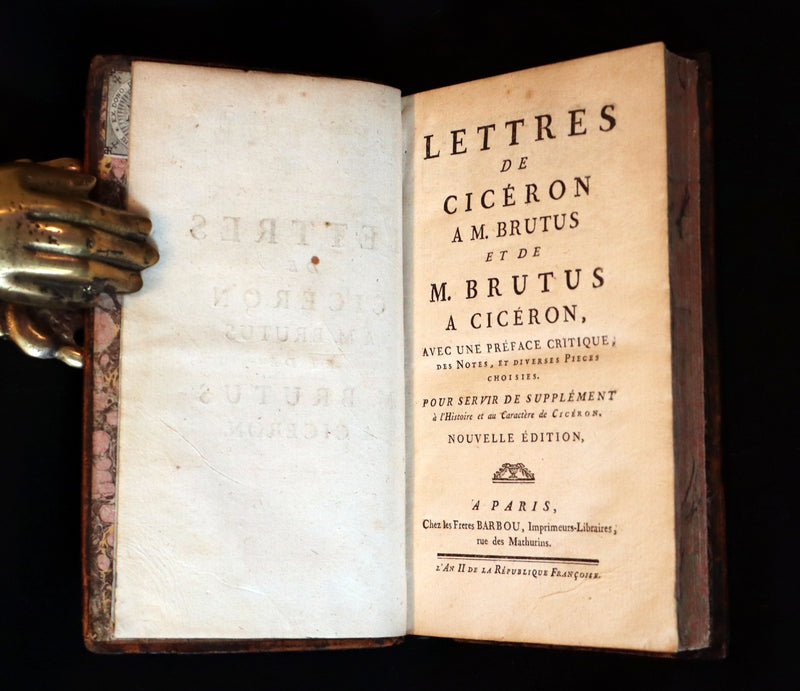 EX DONO
LETTRES
DE
CICÉRON
A M. BRUTUS
ET DE
M. BRUTUS
A CICÉRON,
AVEC UNE PRÉFACE CRITIQUE;
DES NOTES, ET DIVERSES PIECES
CHOISIES.
POUR SERVIR DE SUPPLÉMENT
à l'Histoire et au Caractère de CICÉRON.
NOUVELLE ÉDITION,
A PARIS,
Chez les Freres BARBOU, Imprimeurs-Libraires;
rue des Mathurins.
L'AN II DE LA RÉPUBLIQUE FRANÇOISE.